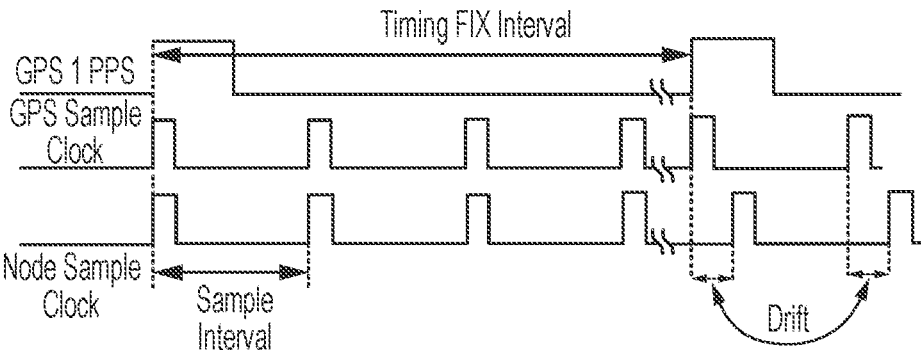 Timing FIX Interval
GPS 1 PPS
GPS Sample
Clock
Node Sample
Clock
Sample
Interval
Drift